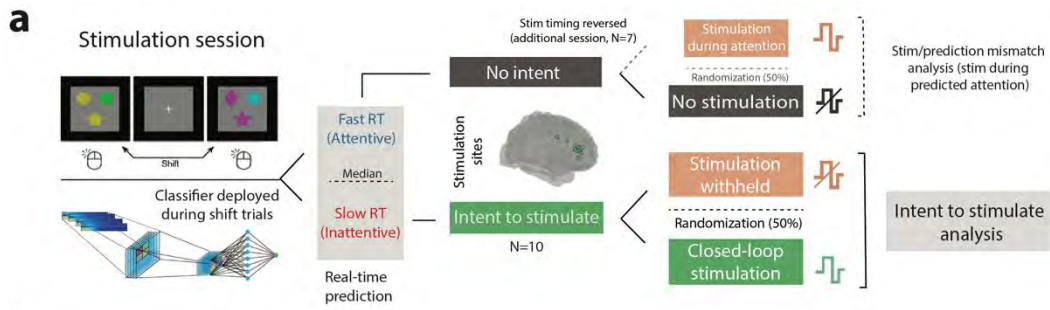 a
Stimulation session
Shift
Classifier deployed
during shift trials
Fast RT
(Attentive)
Median
Slow RT
(Inattentive)
Real-time
prediction
Stim timing reversed
(additional session, N=7)
No intent
Stimulation
sites
Intent to stimulate
N=10
Stimulation
during attention
Randomization (50%)
No stimulation
Stimulation
withheld
Randomization (50%)
Closed-loop
stimulation
Stim/prediction mismatch
analysis (stim during
predicted attention)
Intent to stimulate
analysis